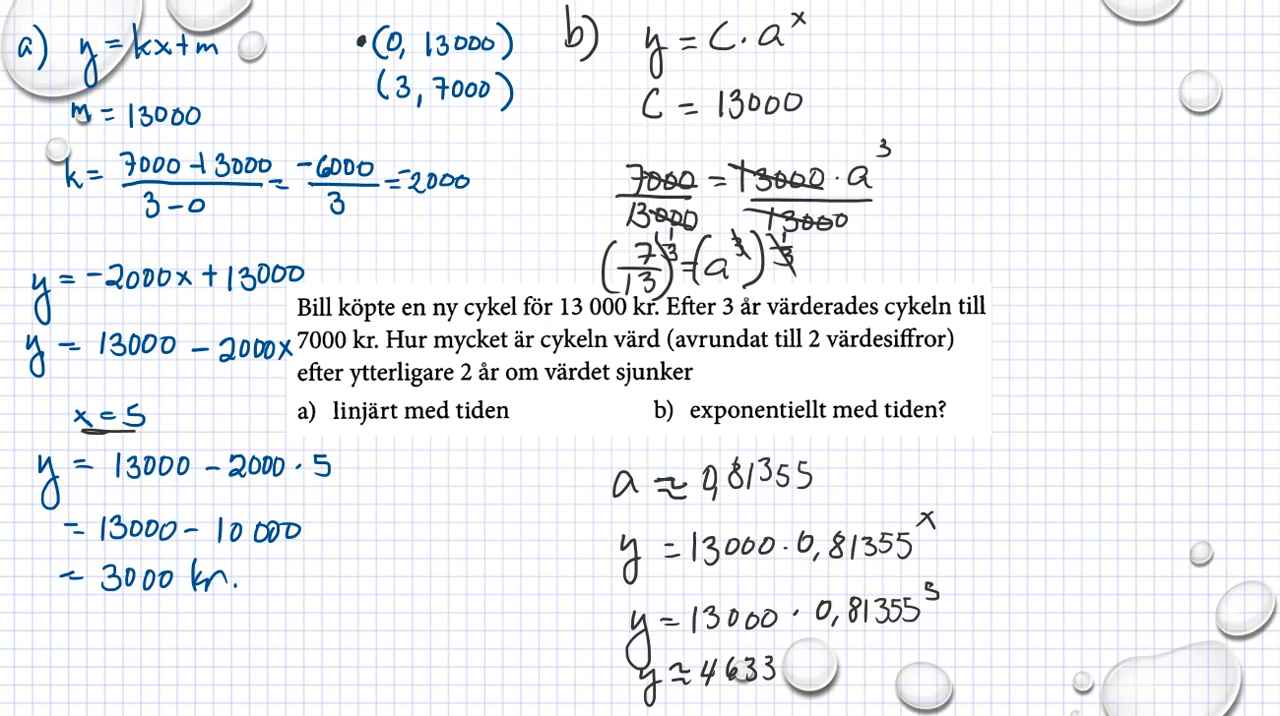 a) y = kx+m
• (0, 13000)
(3, 7000)
m = 13000
k = 7000 - 13000 / 3 - 0 = -6000 / 3 = -2000
y = -2000x + 13000
y = 13000 - 2000x
x = 5
y = 13000 - 2000 · 5
= 13000 - 10 000
= 3000 kr.
b) y = C · a^x
C = 13000
7000 / 13000 = 13000 · a^3 / 13000
(7/13)^1/3 = (a^3)^1/3
Bill köpte en ny cykel för 13 000 kr. Efter 3 år värderades cykeln till
7000 kr. Hur mycket är cykeln värd (avrundat till 2 värdesiffror)
efter ytterligare 2 år om värdet sjunker
a) linjärt med tiden b) exponentiellt med tiden?
a ≈ 0,81355
y = 13000 · 0,81355^x
y = 13000 · 0,81355^5
y ≈ 4633